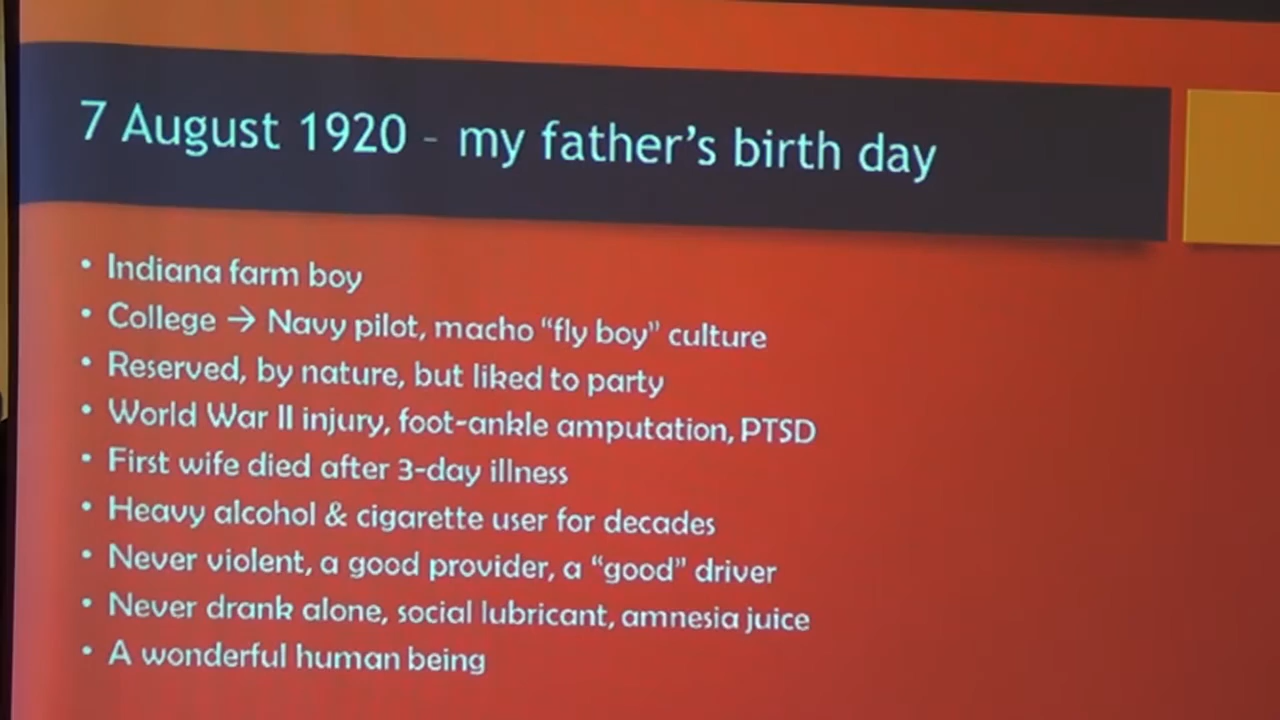 7 August 1920 – my father's birth day
• Indiana farm boy
• College → Navy pilot, macho “fly boy” culture
• Reserved, by nature, but liked to party
• World War II injury, foot-ankle amputation, PTSD
• First wife died after 3-day illness
• Heavy alcohol & cigarette user for decades
• Never violent, a good provider, a “good” driver
• Never drank alone, social lubricant, amnesia juice
• A wonderful human being